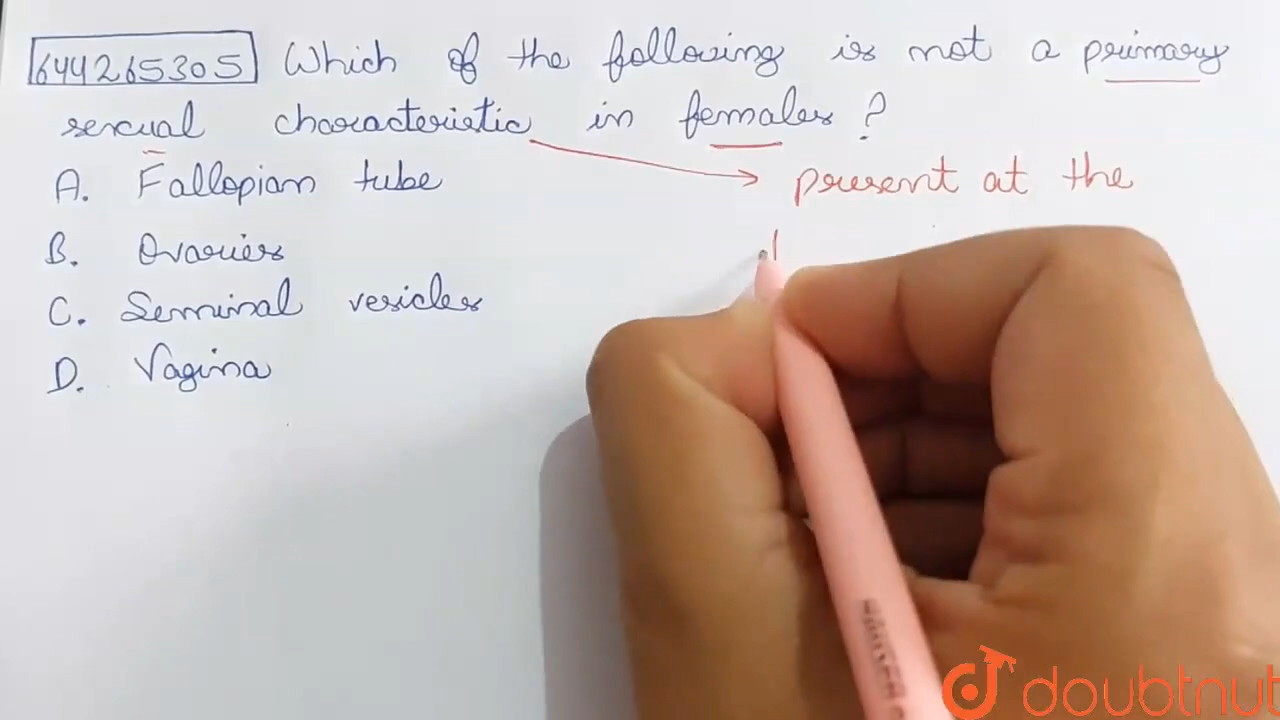 644265305 Which of the following is not a primary
sexual characteristic in females?
present at the
A. Fallopian tube
B. Ovaries
C. Seminal vesicles
D. Vagina
doubtnut